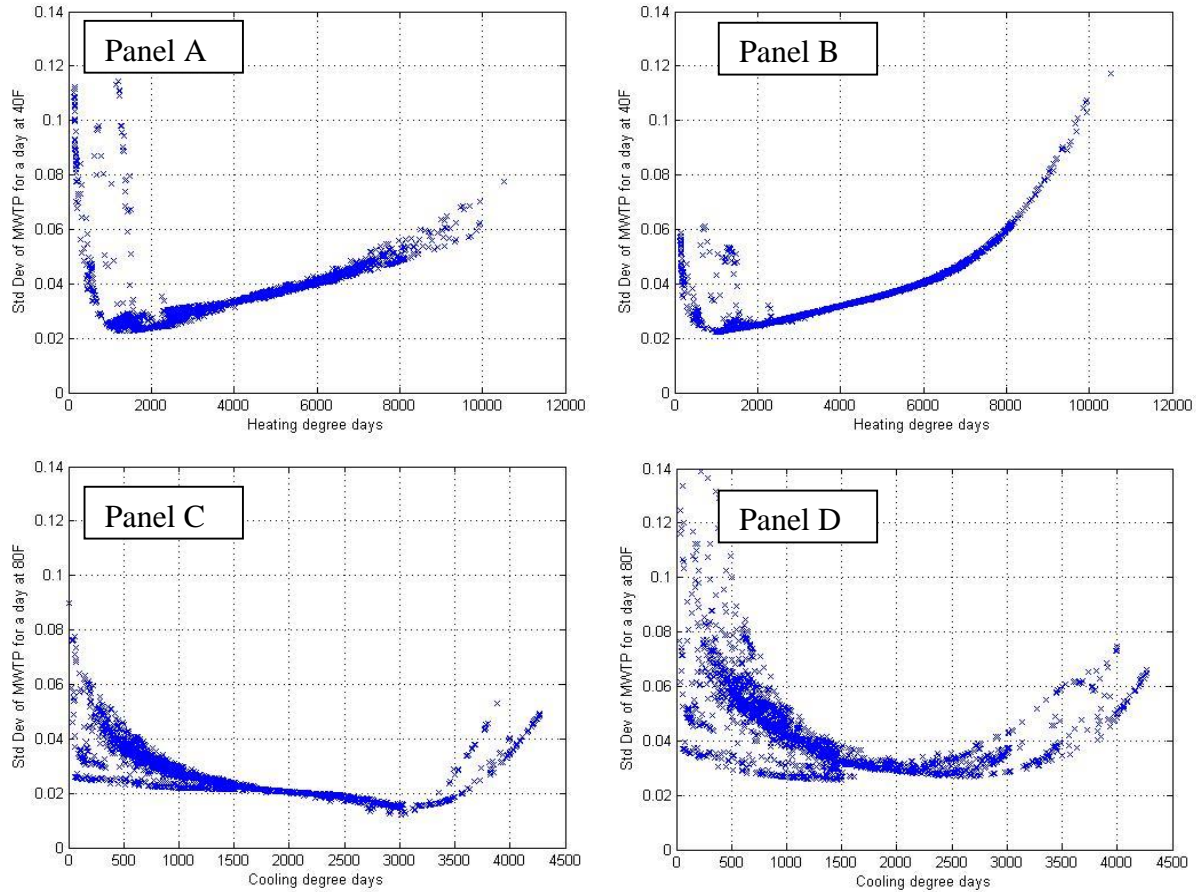 Panel A
Std Dev of MWTP for a day at 40F
0.14
0.12
0.1
0.08
0.06
0.04
0.02
0
0 2000 4000 6000 8000 10000 12000
Heating degree days
Panel B
Std Dev of MWTP for a day at 40F
0.14
0.12
0.1
0.08
0.06
0.04
0.02
0
0 2000 4000 6000 8000 10000 12000
Heating degree days
Panel C
Std Dev of MWTP for a day at 80F
0.14
0.12
0.1
0.08
0.06
0.04
0.02
0
0 500 1000 1500 2000 2500 3000 3500 4000 4500
Cooling degree days
Panel D
Std Dev of MWTP for a day at 80F
0.14
0.12
0.1
0.08
0.06
0.04
0.02
0
0 500 1000 1500 2000 2500 3000 3500 4000 4500
Cooling degree days